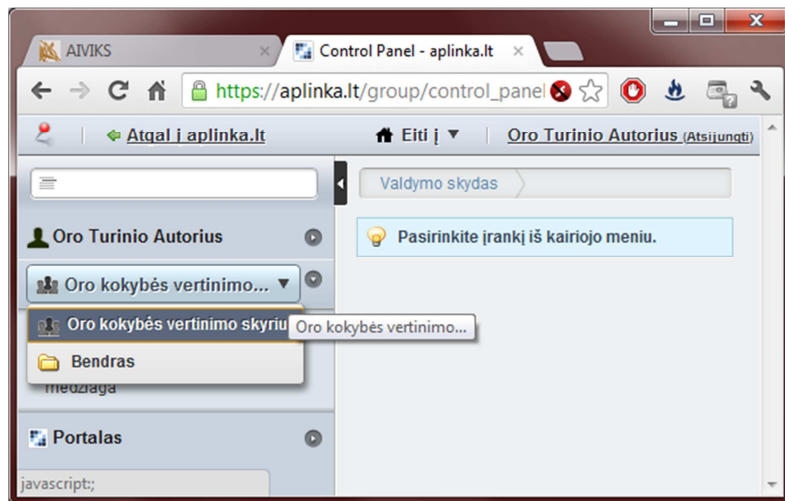 AIVIKS
Control Panel - aplinka.lt
https://aplinka.lt/group/control_panel
Atgal į aplinka.lt
Eiti į
Oro Turinio Autorius (Atsijungti)
Valdymo skydas
Oro Turinio Autorius
Pasirinkite įrankį iš kairiojo meniu.
Oro kokybės vertinimo...
Oro kokybės vertinimo skyriu
Oro kokybės vertinimo...
Bendras
medžiaga
Portalas
javascript:;